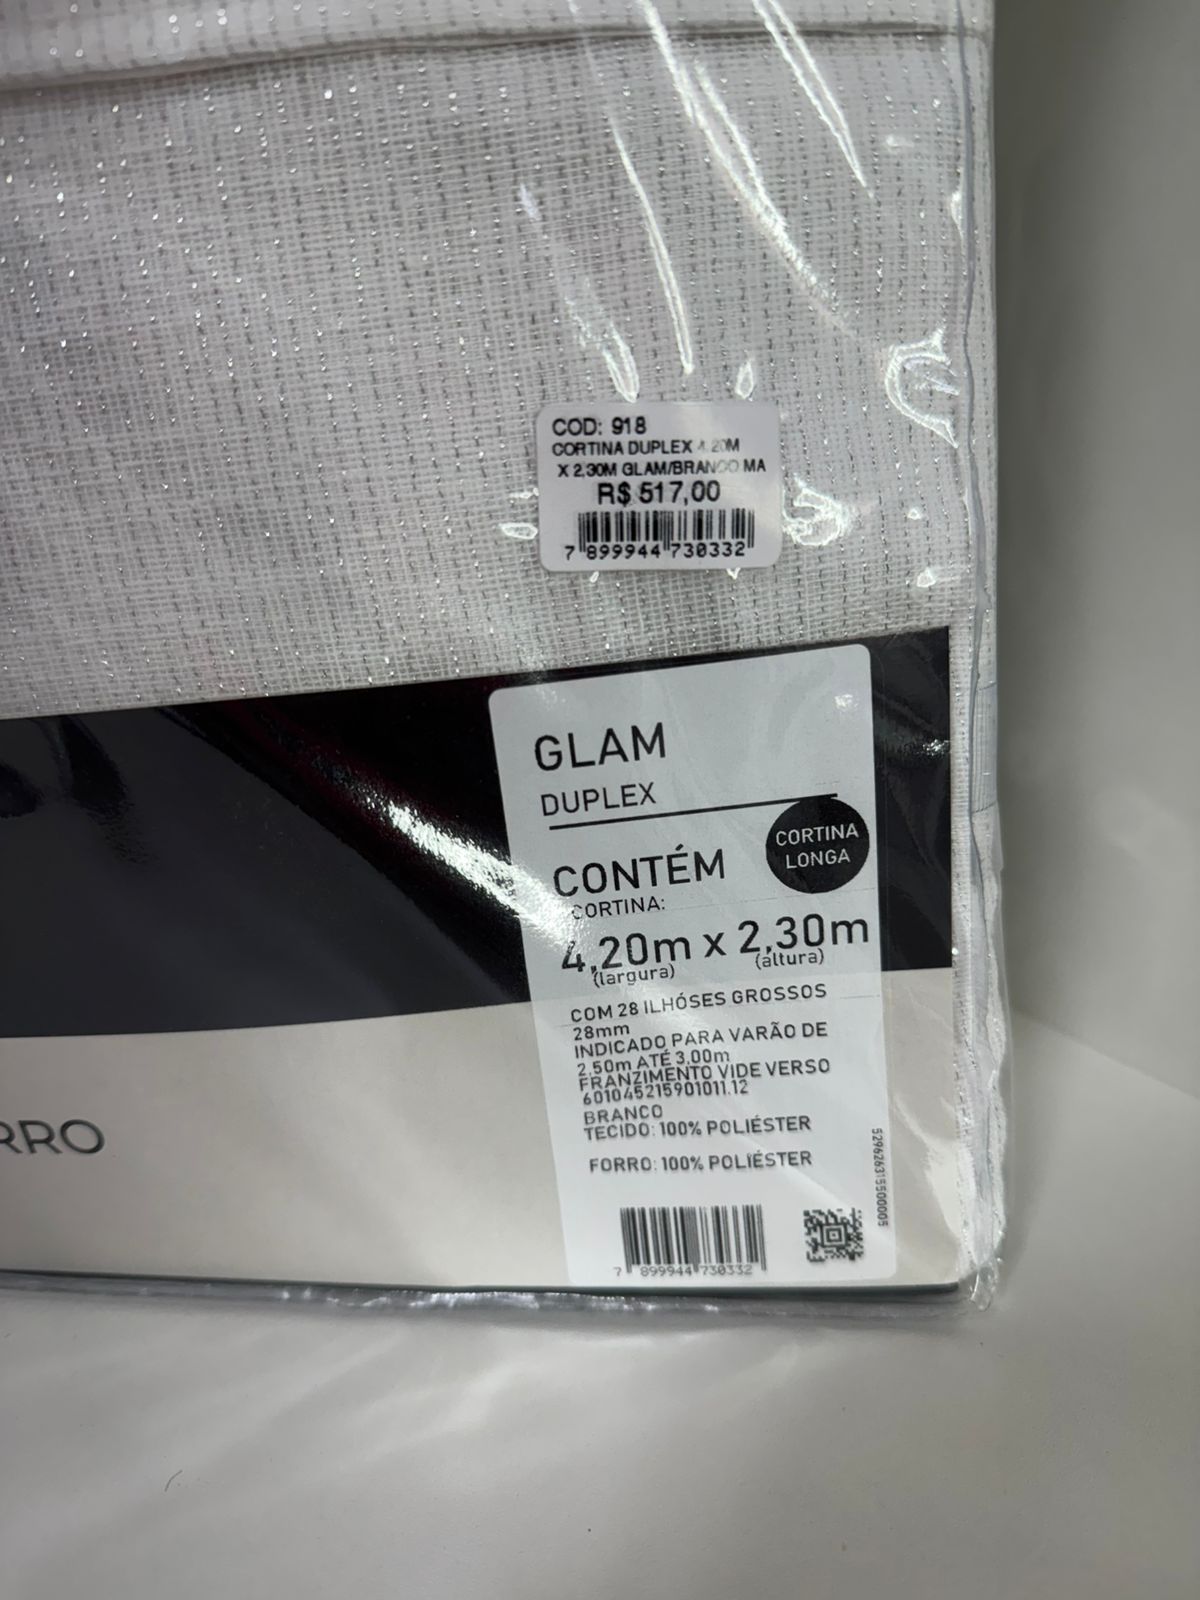 COD: 918
CORTINA DUPLEX 4.20M
X 2,30M GLAM/BRANCO MA
R$ 517,00
7 899944 730332
GLAM
DUPLEX
CORTINA
LONGA
CONTÉM
CORTINA:
4,20m x 2,30m
(largura) (altura)
COM 28 ILHÓSES GROSSOS
28mm
INDICADO PARA VARÃO DE
2,50m ATÉ 3,00m
FRANZIMENTO VIDE VERSO
601045215901011.12
BRANCO
TECIDO: 100% POLIÉSTER
FORRO: 100% POLIÉSTER
7 899944 730332
RRO